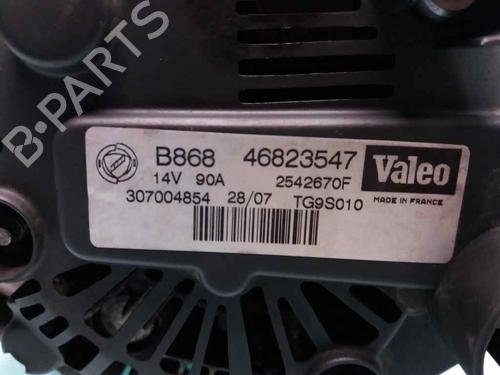 B-PARTS
B868 46823547 Valeo
14V 90A 2542670F MADE IN FRANCE
307004854 28/07 TG9S010